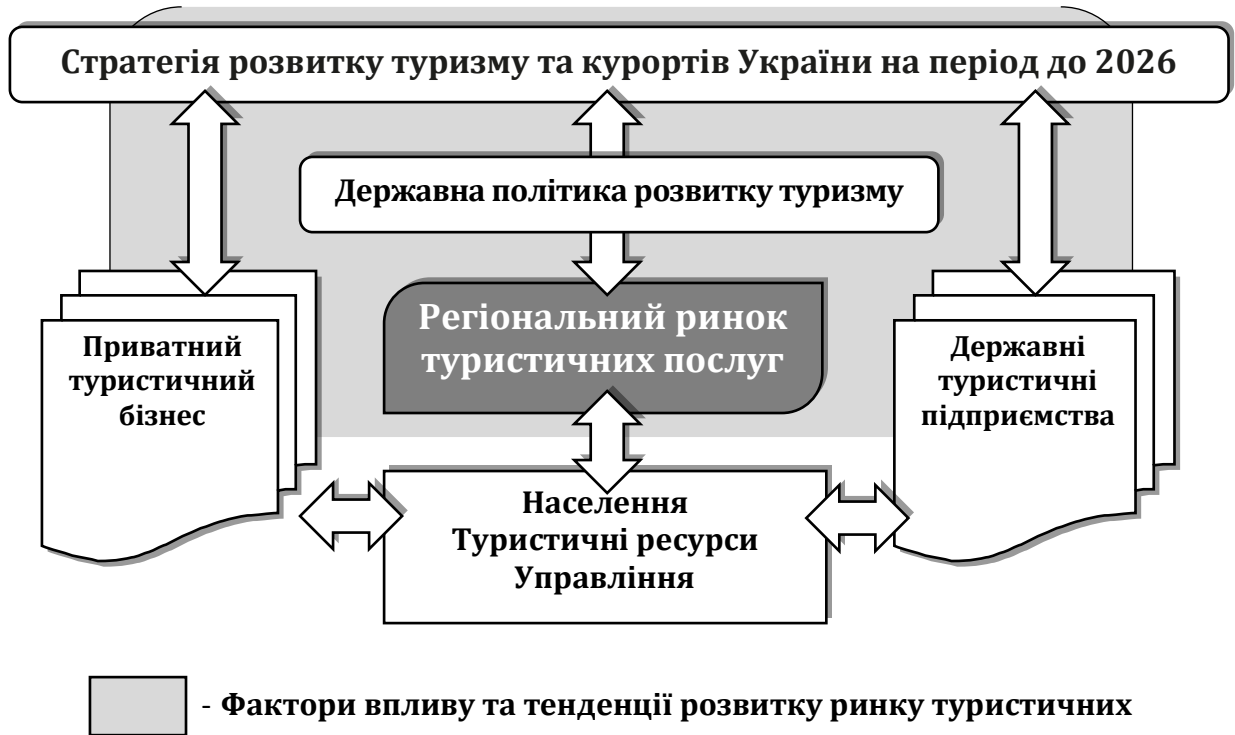 Стратегія розвитку туризму та курортів України на період до 2026
Державна політика розвитку туризму
Регіональний ринок
туристичних послуг
Приватний
туристичний
бізнес
Державні
туристичні
підприємства
Населення
Туристичні ресурси
Управління
- Фактори впливу та тенденції розвитку ринку туристичних